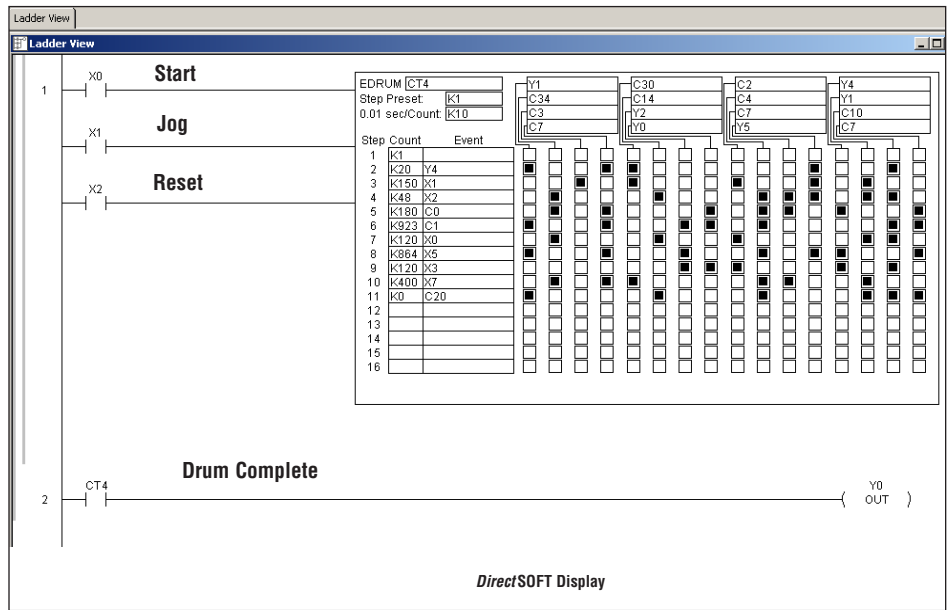 Ladder View
Ladder View
1
X0
Start
X1
Jog
X2
Reset
EDRUM CT4
Step Preset: K1
0.01 sec/Count: K10
Y1
C34
C3
C7
C30
C14
Y2
Y0
C2
C4
C7
Y5
Y4
Y1
C10
C7
Step Count Event
1 K1
2 K20 Y4
3 K150 X1
4 K48 X2
5 K180 C0
6 K923 C1
7 K120 X0
8 K864 X5
9 K120 X3
10 K400 X7
11 K0 C20
12
13
14
15
16
Drum Complete
2
CT4
Y0
( OUT )
DirectSOFT Display